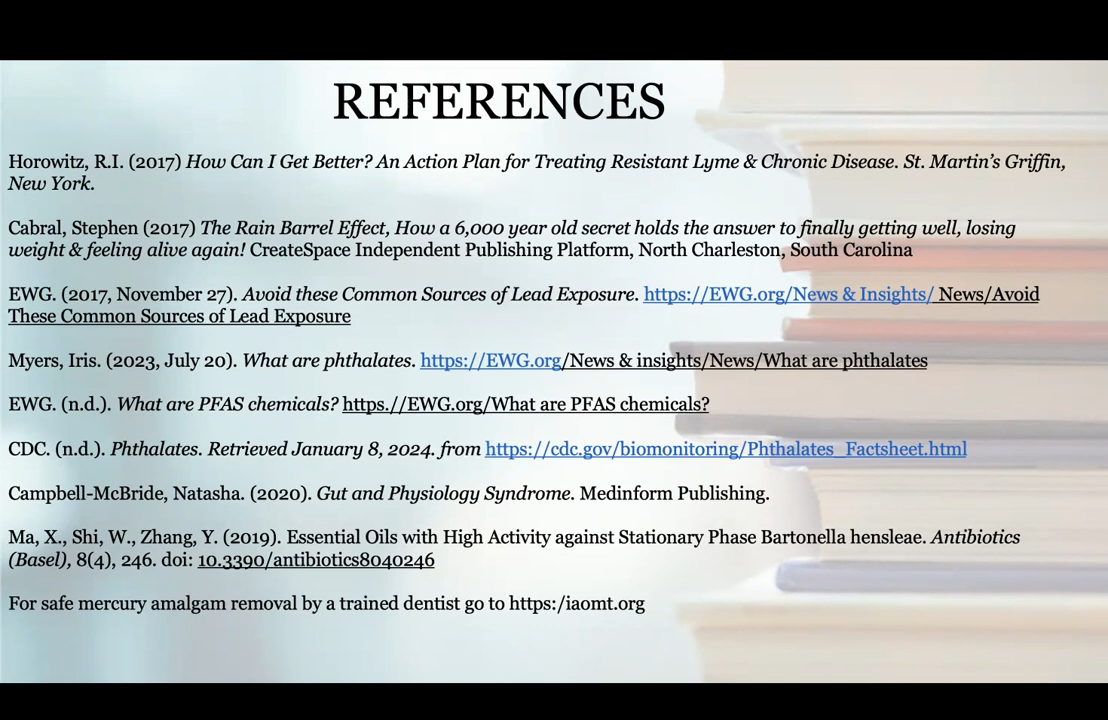 REFERENCES
Horowitz, R.I. (2017) How Can I Get Better? An Action Plan for Treating Resistant Lyme & Chronic Disease. St. Martin's Griffin,
New York.
Cabral, Stephen (2017) The Rain Barrel Effect, How a 6,000 year old secret holds the answer to finally getting well, losing
weight & feeling alive again! CreateSpace Independent Publishing Platform, North Charleston, South Carolina
EWG. (2017, November 27). Avoid these Common Sources of Lead Exposure. https://EWG.org/News & Insights/ News/Avoid
These Common Sources of Lead Exposure
Myers, Iris. (2023, July 20). What are phthalates. https://EWG.org/News & insights/News/What are phthalates
EWG. (n.d.). What are PFAS chemicals? https.//EWG.org/What are PFAS chemicals?
CDC. (n.d.). Phthalates. Retrieved January 8, 2024. from https://cdc.gov/biomonitoring/Phthalates_Factsheet.html
Campbell-McBride, Natasha. (2020). Gut and Physiology Syndrome. Medinform Publishing.
Ma, X., Shi, W., Zhang, Y. (2019). Essential Oils with High Activity against Stationary Phase Bartonella hensleae. Antibiotics
(Basel), 8(4), 246. doi: 10.3390/antibiotics8040246
For safe mercury amalgam removal by a trained dentist go to https:/iaomt.org